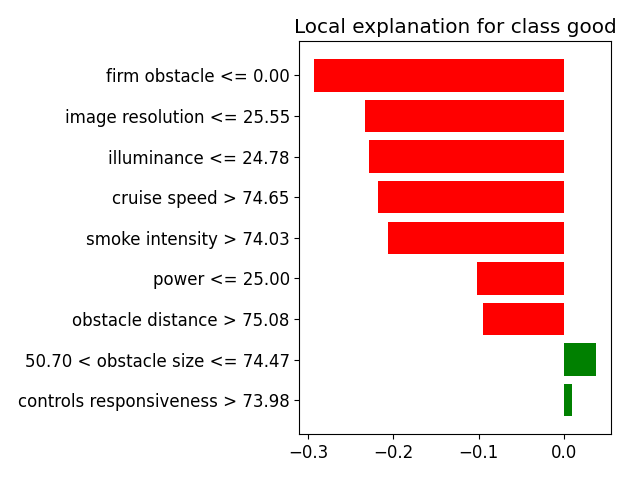 Local explanation for class good
firm obstacle <= 0.00
image resolution <= 25.55
illuminance <= 24.78
cruise speed > 74.65
smoke intensity > 74.03
power <= 25.00
obstacle distance > 75.08
50.70 < obstacle size <= 74.47
controls responsiveness > 73.98
−0.3 −0.2 −0.1 0.0